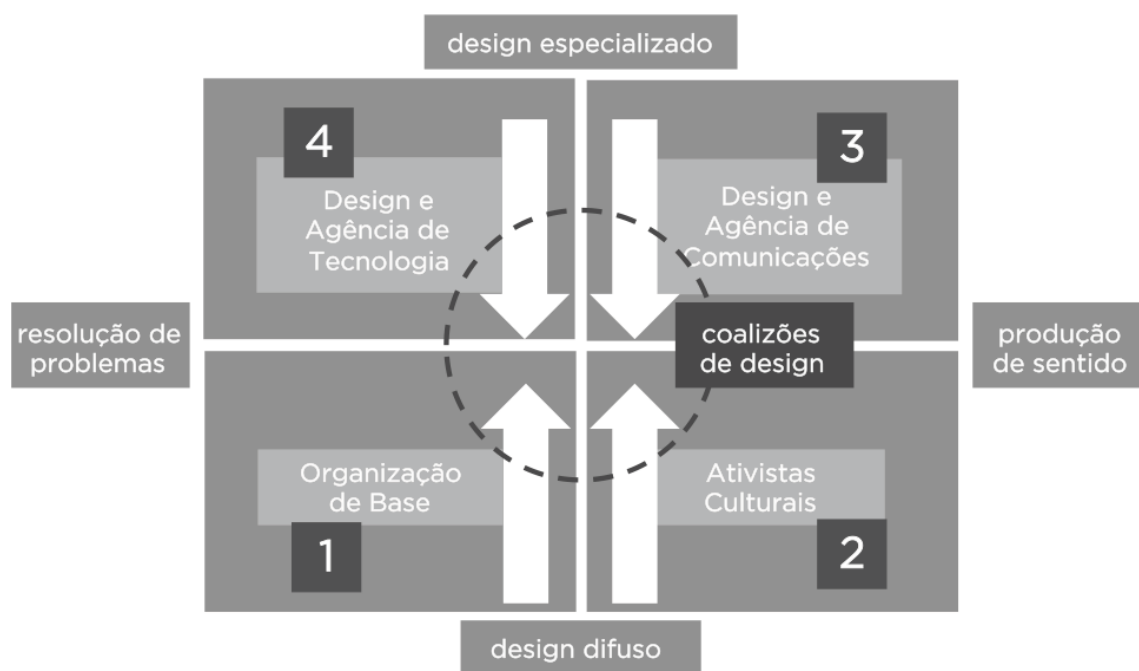 design especializado
4
Design e
Agência de
Tecnologia
3
Design e
Agência de
Comunicações
resolução de
problemas
coalizões
de design
produção
de sentido
Organização
de Base
1
Ativistas
Culturais
2
design difuso